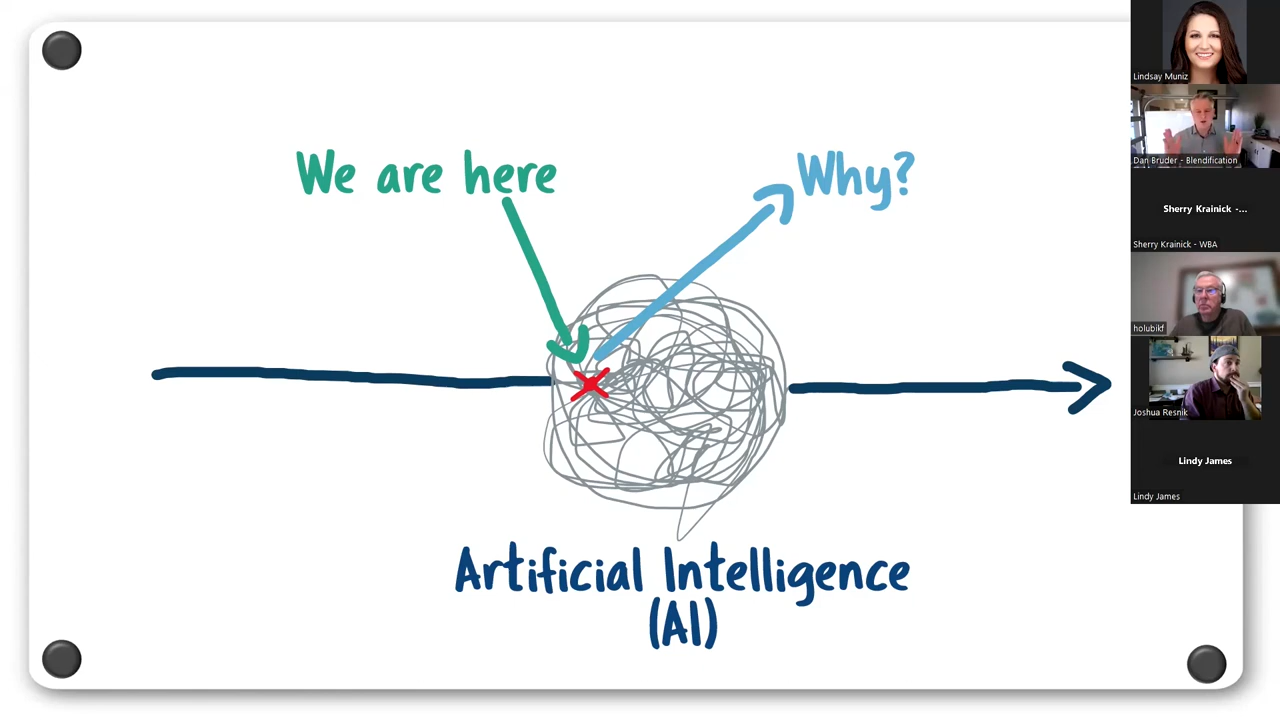 We are here
Why?
Artificial Intelligence
(AI)
Lindsay Muniz
Dan Bruder - Blendification
Sherry Krainick -...
Sherry Krainick - WBA
holubikf
Joshua Resnik
Lindy James
Lindy James